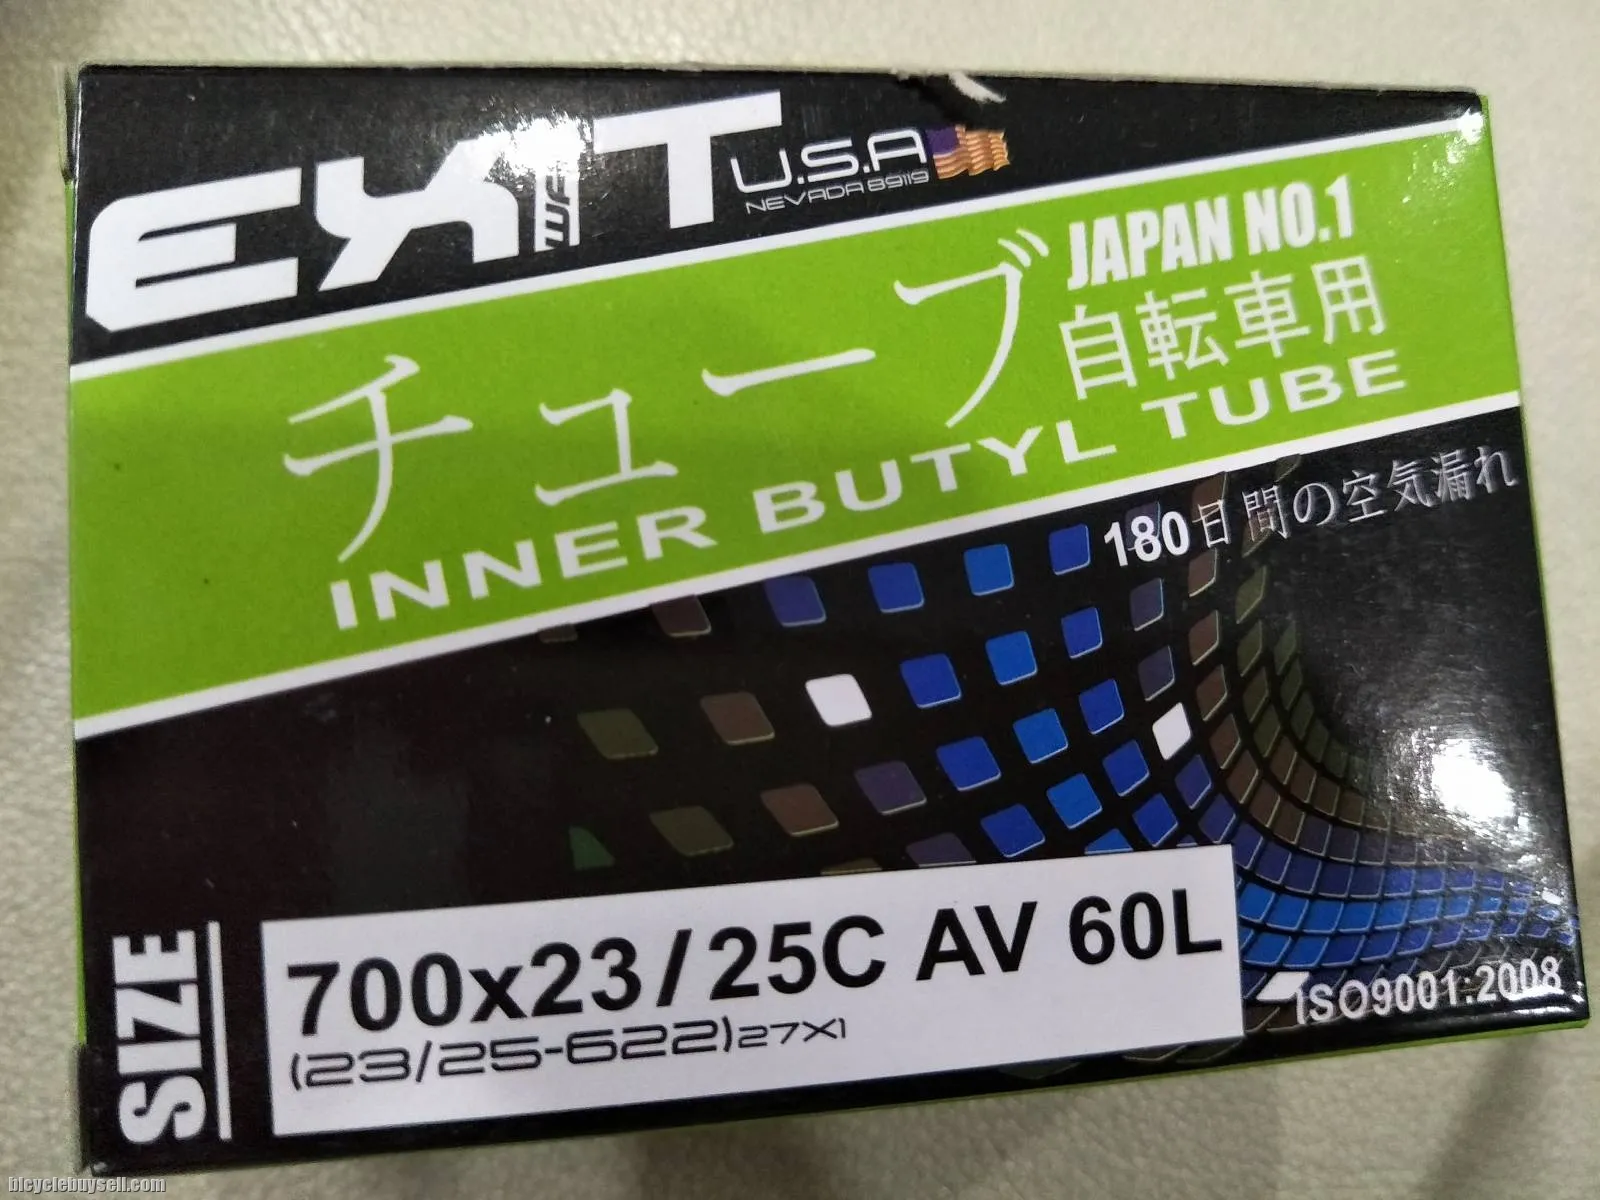 EXIT
U.S.A
NEVADA 89119
JAPAN NO.1
チューブ
自転車用
INNER BUTYL TUBE
180日間の空気漏れ
SIZE
700x23/25C AV 60L
(23/25-622)27X1
ISO9001:2008
bicyclebuysell.com